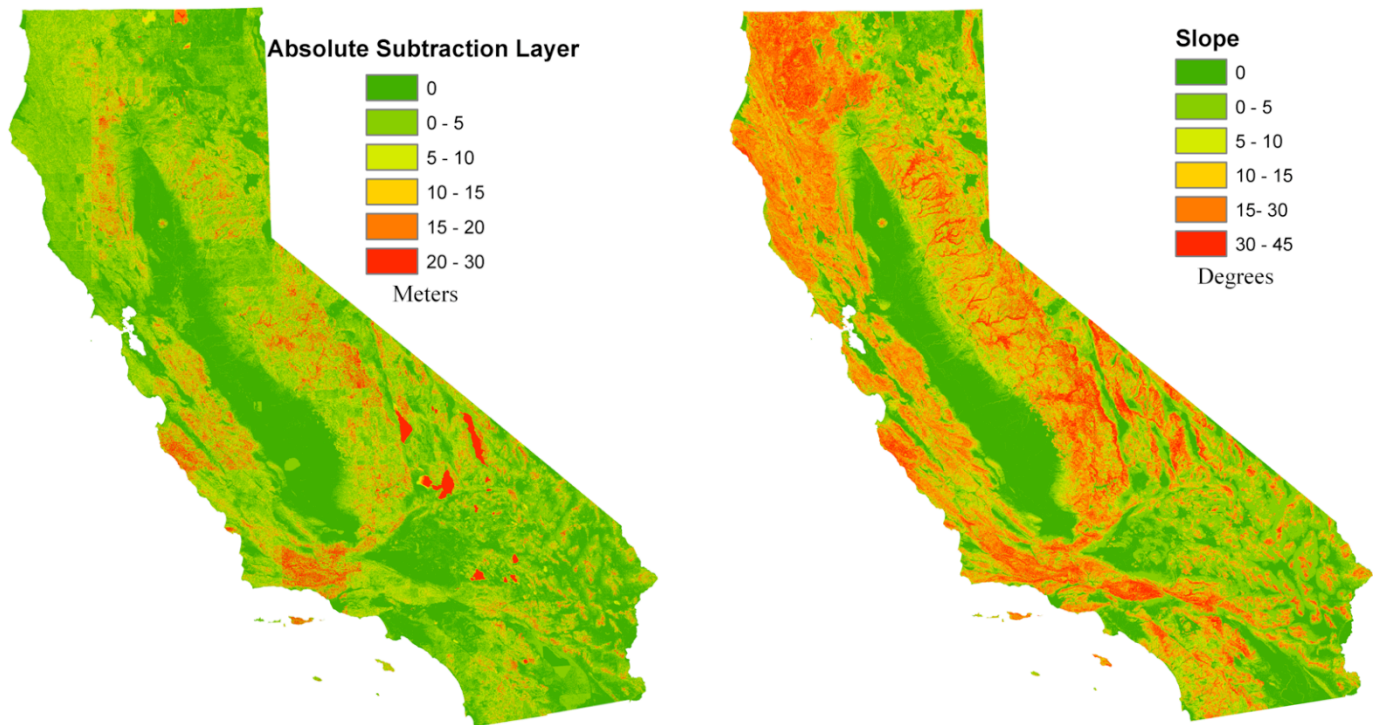 Absolute Subtraction Layer
0
0 - 5
5 - 10
10 - 15
15 - 20
20 - 30
Meters
Slope
0
0 - 5
5 - 10
10 - 15
15- 30
30 - 45
Degrees